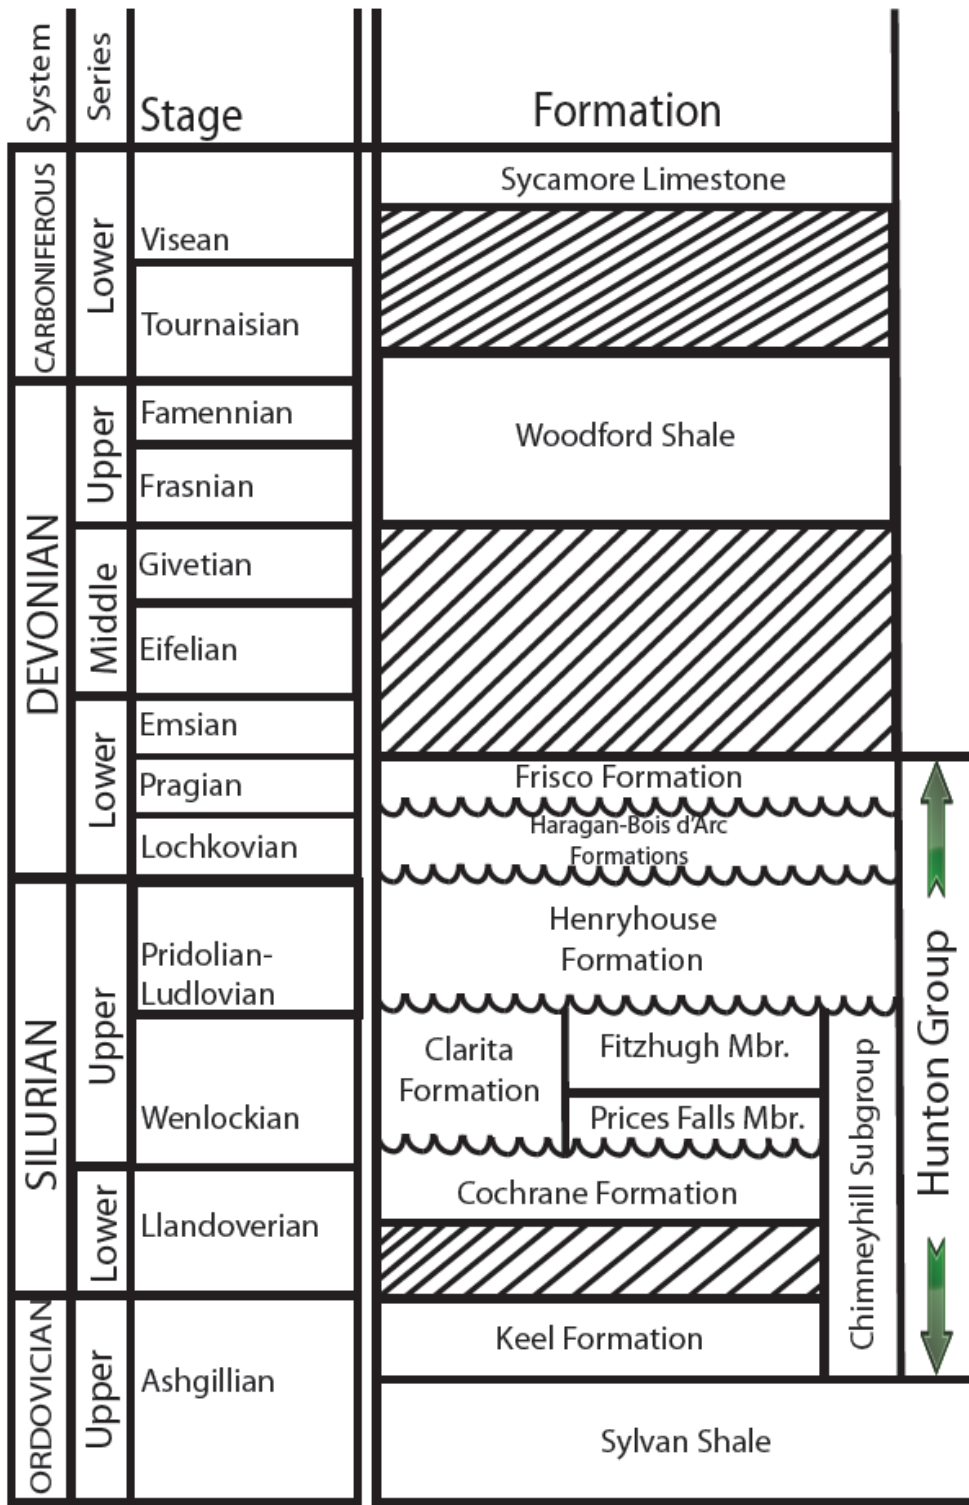 System
Series
Stage
Formation
CARBONIFEROUS
Lower
Visean
Tournaisian
Sycamore Limestone
DEVONIAN
Upper
Famennian
Frasnian
Woodford Shale
Middle
Givetian
Eifelian
Lower
Emsian
Pragian
Lochkovian
Frisco Formation
Haragan-Bois d'Arc
Formations
SILURIAN
Upper
Pridolian-
Ludlovian
Henryhouse
Formation
Wenlockian
Clarita
Formation
Fitzhugh Mbr.
Prices Falls Mbr.
Lower
Llandoverian
Cochrane Formation
Chimneyhill Subgroup
Hunton Group
ORDOVICIAN
Upper
Ashgillian
Keel Formation
Sylvan Shale